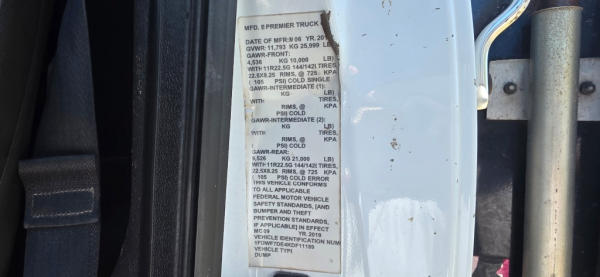 MFD. B PREMIER TRUCK
DATE OF MFR: M 06 YR. 201
GVWR: 11,793 KG 25,999 LB)
GAWR-FRONT:
4,536 KG 10,000 LB)
WITH 11R22.5G 144/142( TIRES,
22.5X8.25 RIMS, @ 725 KPA
( 105 PSI) COLD SINGLE
GAWR-INTERMEDIATE (1):
KG LB)
WITH TIRES,
RIMS, @ KPA
PSI) COLD
GAWR-INTERMEDIATE (2):
KG LB)
WITH TIRES,
RIMS, @ KPA
PSI) COLD
GAWR-REAR:
9,526 KG 21,000 LB)
WITH 11R22.5G 144/142( TIRES,
22.5X8.25 RIMS, @ 725 KPA
( 105 PSI) COLD ERROR
THIS VEHICLE CONFORMS
TO ALL APPLICABLE
FEDERAL MOTOR VEHICLE
SAFETY STANDARDS, [AND
BUMPER AND THEFT
PREVENTION STANDARDS,
IF APPLICABLE] IN EFFECT
YR. 2019
VEHICLE IDENTIFICATION NUM
VEHICLE TYPE
DUMP